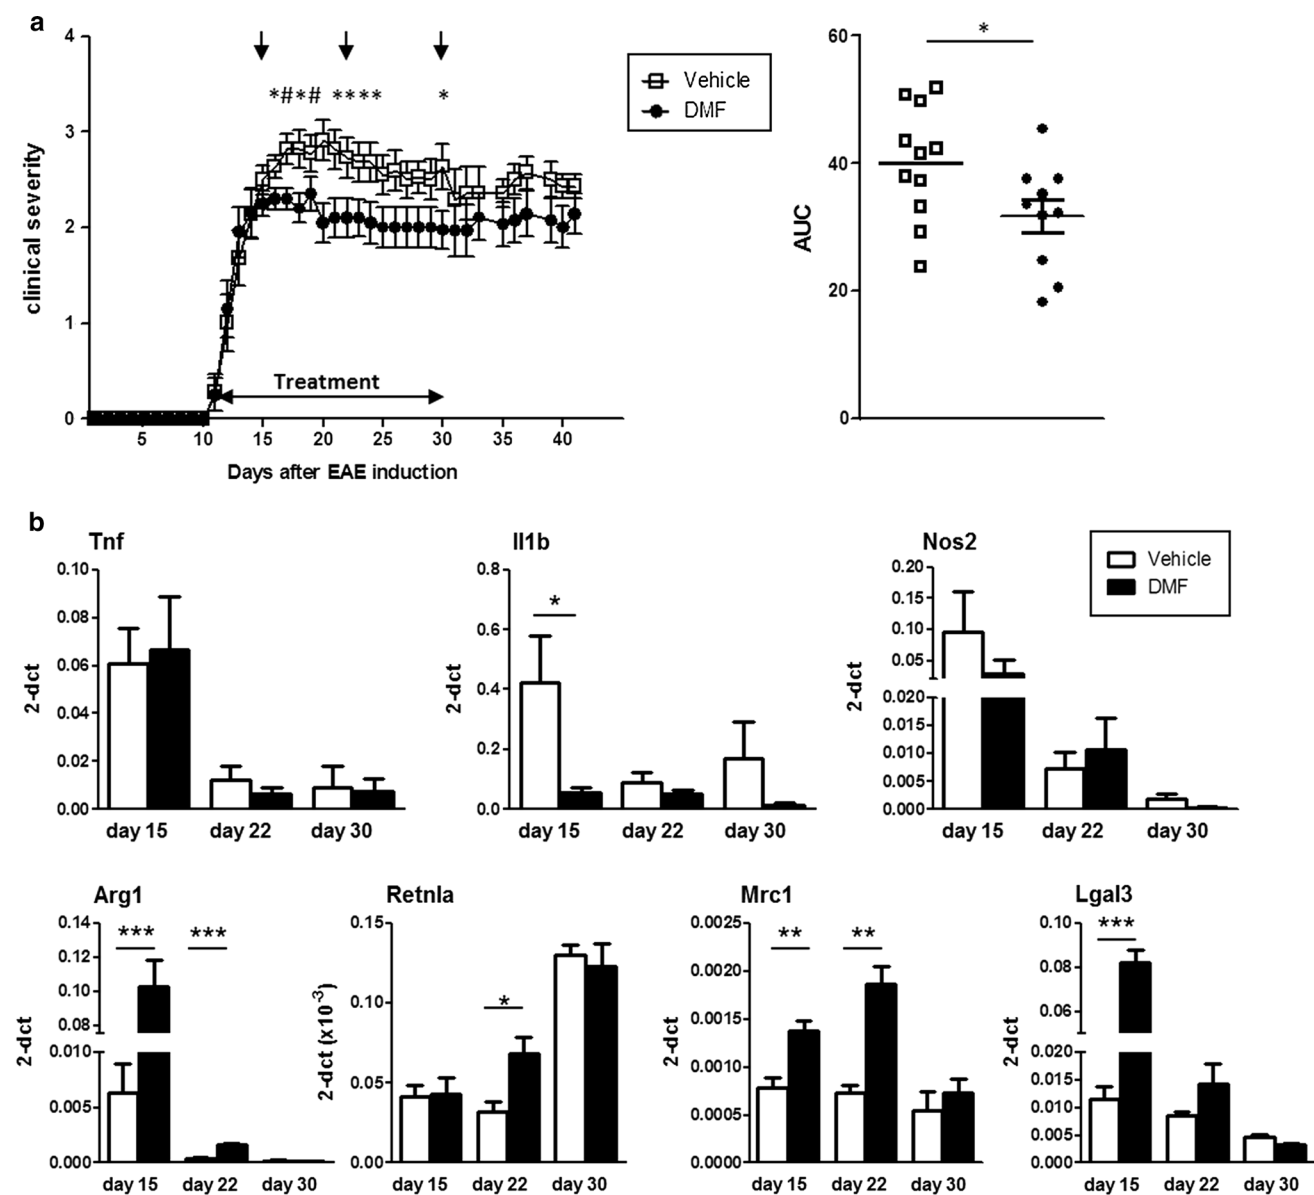 a
4
3
2
1
0
clinical severity
*#*# **** *
Vehicle
DMF
Treatment
5 10 15 20 25 30 35 40
Days after EAE induction
60
40
20
0
AUC
*
b
Tnf
0.10
0.08
0.06
0.04
0.02
0.00
2-dct
day 15 day 22 day 30
Il1b
0.8
0.6
0.4
0.2
0.0
2-dct
*
day 15 day 22 day 30
Nos2
0.20
0.15
0.10
0.05
0.020
0.015
0.010
0.005
0.000
2-dct
day 15 day 22 day 30
Vehicle
DMF
Arg1
0.14
0.12
0.10
0.08
0.010
0.005
0.000
2-dct
*** ***
day 15 day 22 day 30
Retnla
0.15
0.10
0.05
0.00
2-dct (x10⁻³)
*
day 15 day 22 day 30
Mrc1
0.0025
0.0020
0.0015
0.0010
0.0005
0.0000
2-dct
** **
day 15 day 22 day 30
Lgal3
0.10
0.08
0.06
0.020
0.015
0.010
0.005
0.000
2-dct
***
day 15 day 22 day 30